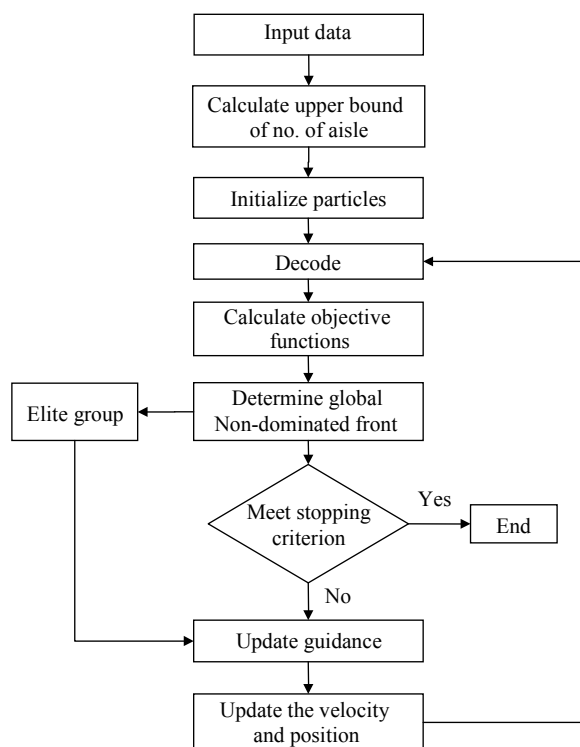 Input data
Calculate upper bound
of no. of aisle
Initialize particles
Decode
Calculate objective
functions
Elite group
Determine global
Non-dominated front
Meet stopping
criterion
Yes
End
No
Update guidance
Update the velocity
and position